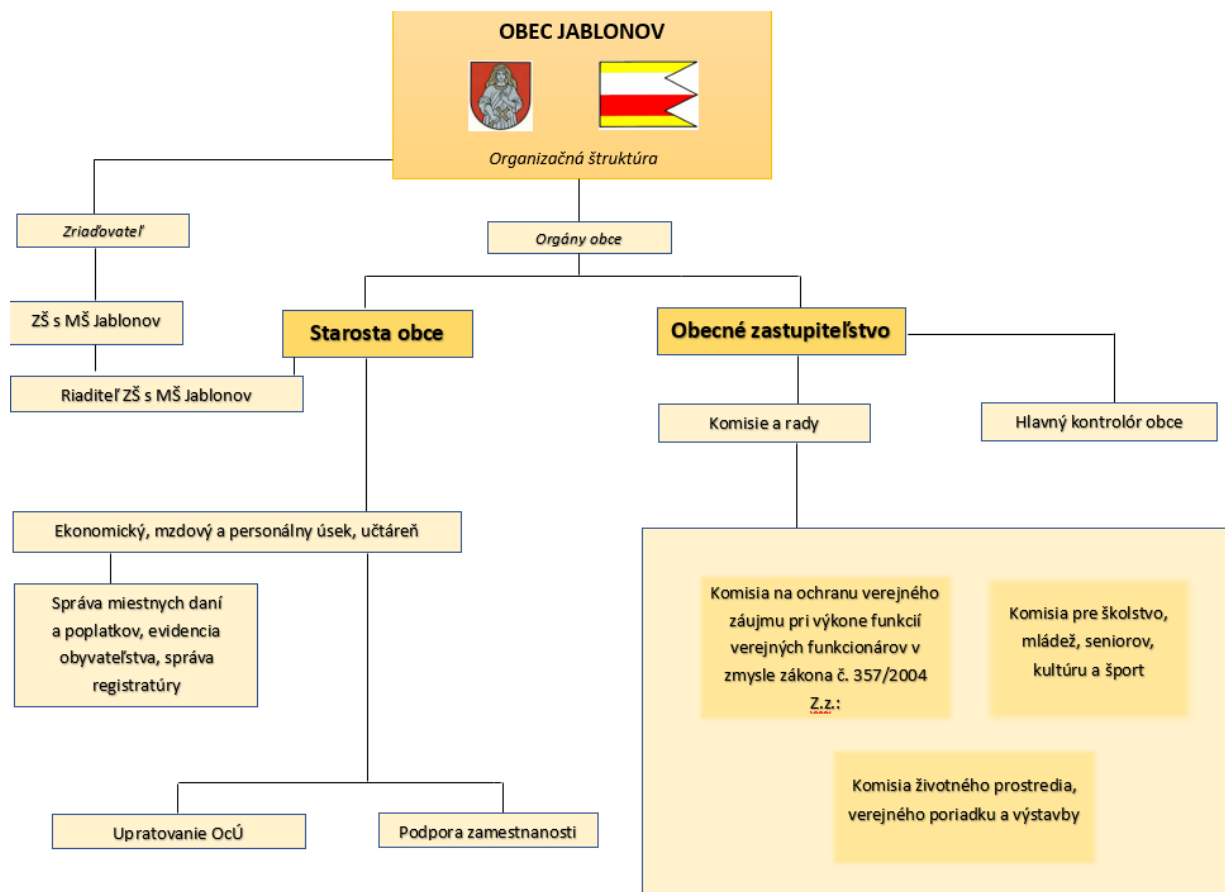 OBEC JABLONOV
Organizačná štruktúra
Zriaďovateľ
Orgány obce
ZŠ s MŠ Jablonov
Starosta obce
Obecné zastupiteľstvo
Riaditeľ ZŠ s MŠ Jablonov
Komisie a rady
Hlavný kontrolór obce
Ekonomický, mzdový a personálny úsek, učtáreň
Správa miestnych daní
a poplatkov, evidencia
obyvateľstva, správa
registratúry
Komisia na ochranu verejného
záujmu pri výkone funkcií
verejných funkcionárov v
zmysle zákona č. 357/2004
Z.z.:
Komisia pre školstvo,
mládež, seniorov,
kultúru a šport
Komisia životného prostredia,
verejného poriadku a výstavby
Upratovanie OcÚ
Podpora zamestnanosti